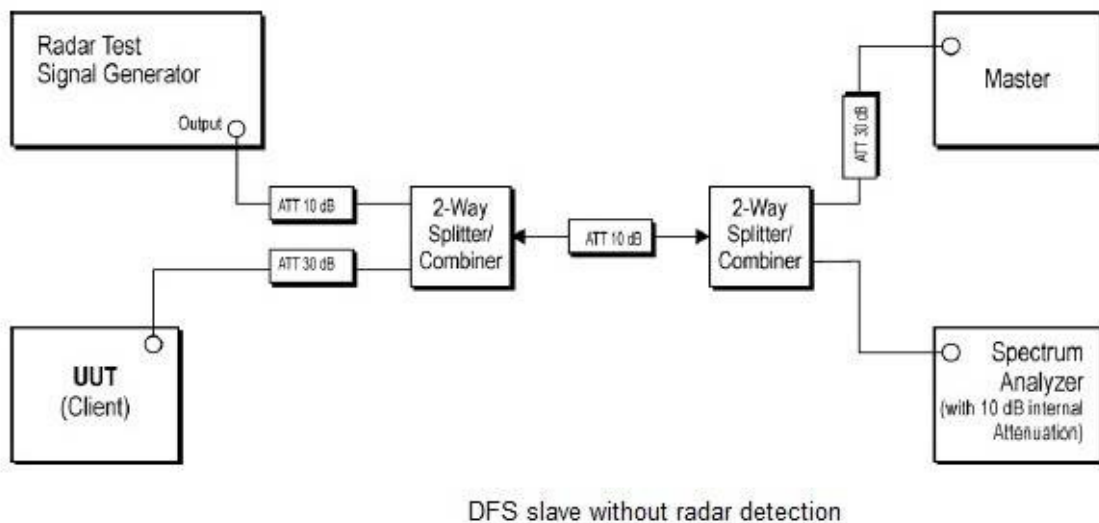 Radar Test
Signal Generator
Output
ATT 10 dB
ATT 30 dB
UUT
(Client)
2-Way
Splitter/
Combiner
ATT 10 dB
2-Way
Splitter/
Combiner
ATT 30 dB
Master
Spectrum
Analyzer
(with 10 dB internal
Attenuation)
DFS slave without radar detection